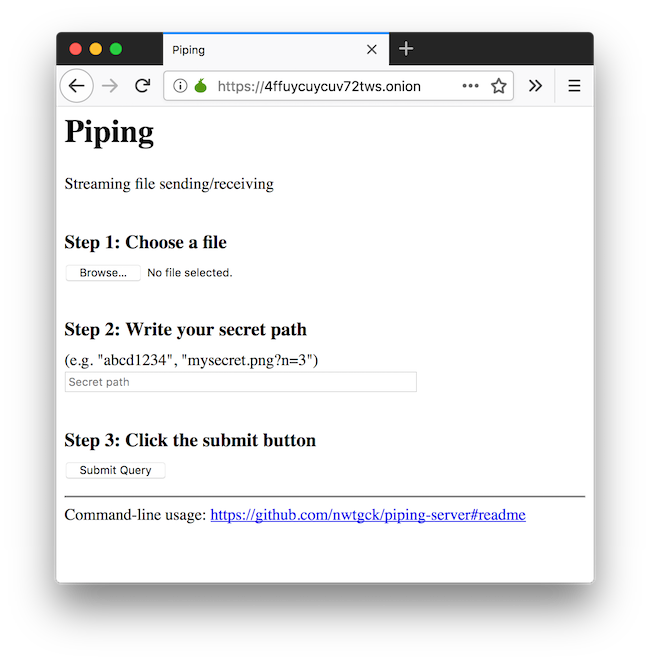 Piping
https://4ffuycuycuv72tws.onion
Piping
Streaming file sending/receiving
Step 1: Choose a file
Browse... No file selected.
Step 2: Write your secret path
(e.g. "abcd1234", "mysecret.png?n=3")
Secret path
Step 3: Click the submit button
Submit Query
Command-line usage: https://github.com/nwtgck/piping-server#readme